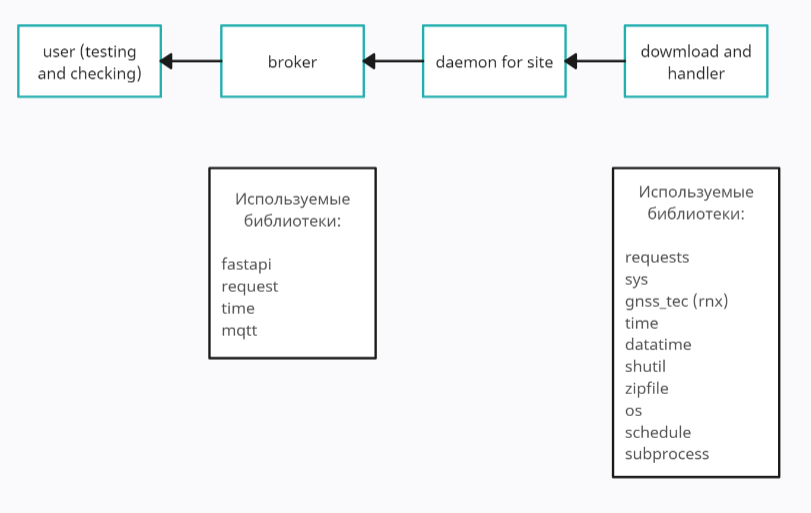 user (testing
and checking)
broker
daemon for site
dowmload and
handler
Используемые
библиотеки:
fastapi
request
time
mqtt
Используемые
библиотеки:
requests
sys
gnss_tec (rnx)
time
datatime
shutil
zipfile
os
schedule
subprocess